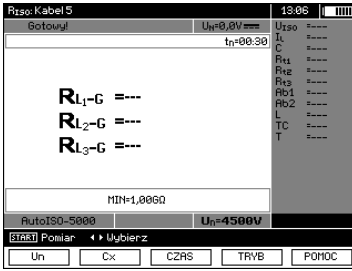 RISO: Kabel 5
13:06
Gotowy!
UN=0,0V
tn=00:30
UISO =---
IL =---
C =---
Rt1 =---
Rt2 =---
Rt3 =---
Ab1 =---
Ab2 =---
L =---
TC =---
T =---
RL1-G =---
RL2-G =---
RL3-G =---
MIN=1,00GΩ
AutoISO-5000
Un=4500V
START Pomiar
Wybierz
Un
Cx
CZAS
TRYB
POMOC